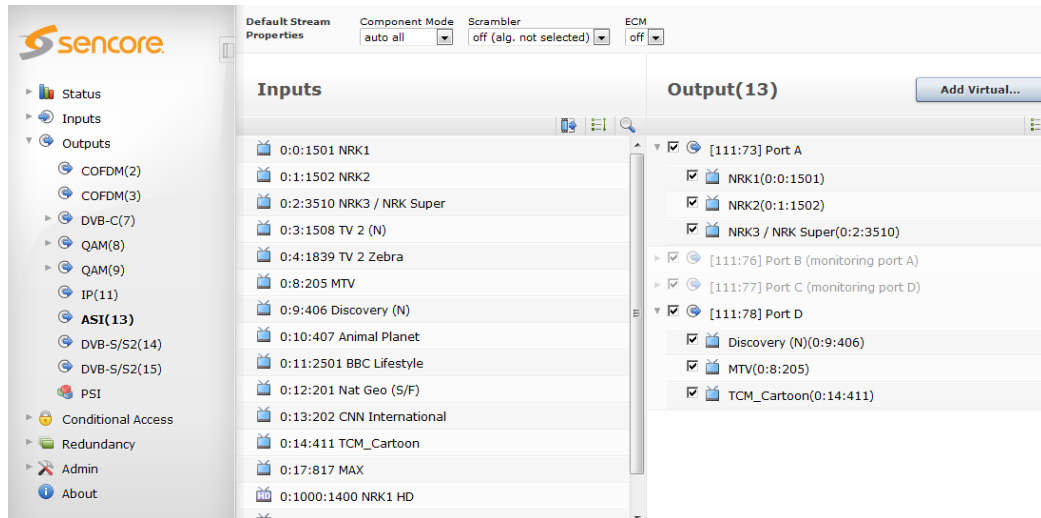 sencore
Status
Inputs
Outputs
COFDM(2)
COFDM(3)
DVB-C(7)
QAM(8)
QAM(9)
IP(11)
ASI(13)
DVB-S/S2(14)
DVB-S/S2(15)
PSI
Conditional Access
Redundancy
Admin
About
Default Stream Properties
Component Mode
auto all
Scrambler
off (alg. not selected)
ECM
off
Inputs
0:0:1501 NRK1
0:1:1502 NRK2
0:2:3510 NRK3 / NRK Super
0:3:1508 TV 2 (N)
0:4:1839 TV 2 Zebra
0:8:205 MTV
0:9:406 Discovery (N)
0:10:407 Animal Planet
0:11:2501 BBC Lifestyle
0:12:201 Nat Geo (S/F)
0:13:202 CNN International
0:14:411 TCM_Cartoon
0:17:817 MAX
HD 0:1000:1400 NRK1 HD
Output(13)
Add Virtual...
[111:73] Port A
NRK1(0:0:1501)
NRK2(0:1:1502)
NRK3 / NRK Super(0:2:3510)
[111:76] Port B (monitoring port A)
[111:77] Port C (monitoring port D)
[111:78] Port D
Discovery (N)(0:9:406)
MTV(0:8:205)
TCM_Cartoon(0:14:411)